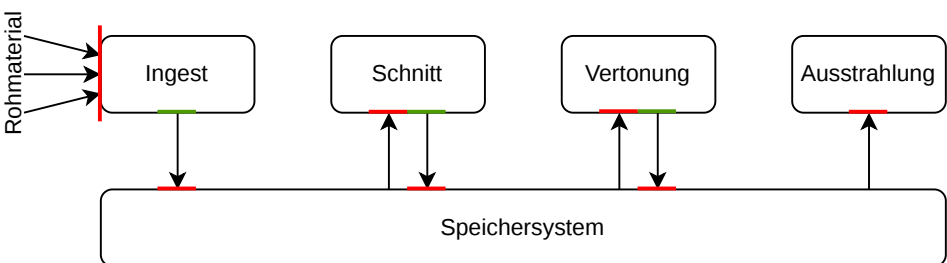 Rohmaterial
Ingest
Schnitt
Vertonung
Ausstrahlung
Speichersystem